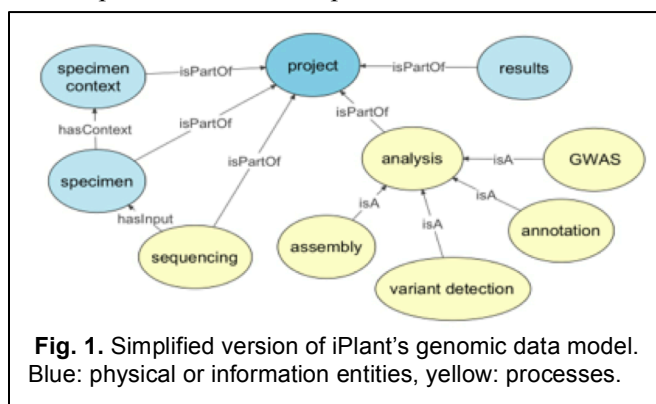 specimen
context
isPartOf
project
isPartOf
results
hasContext
isPartOf
isPartOf
isPartOf
analysis
isA
GWAS
specimen
hasInput
isA
isA
annotation
sequencing
assembly
isA
variant detection
Fig. 1. Simplified version of iPlant’s genomic data model.
Blue: physical or information entities, yellow: processes.